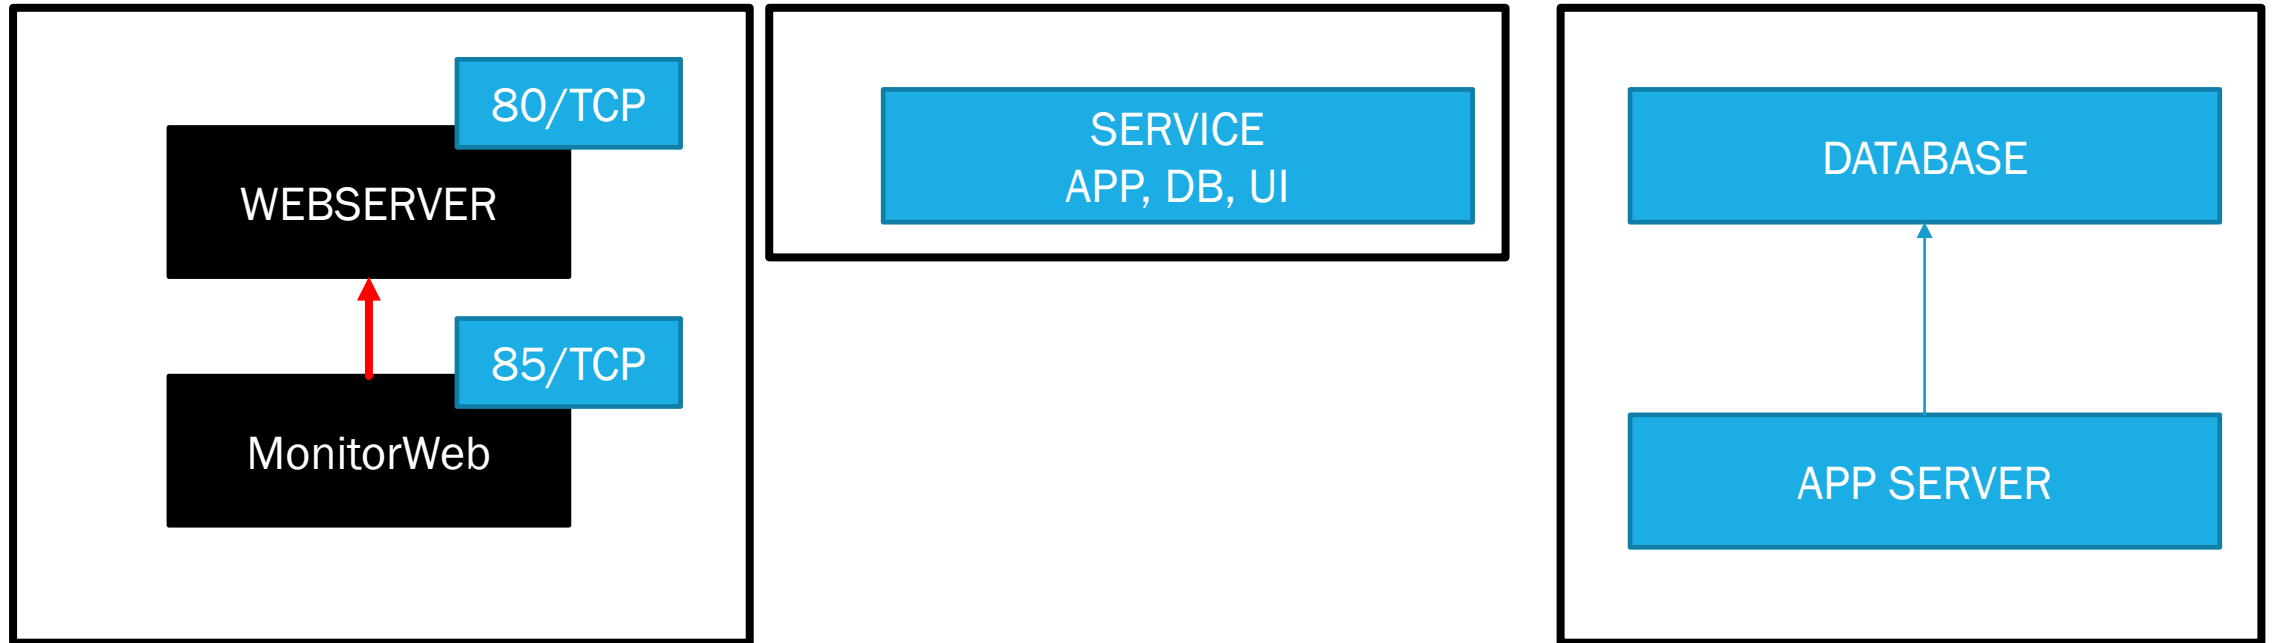 80/TCP
WEBSERVER
85/TCP
MonitorWeb
SERVICE
APP, DB, UI
DATABASE
APP SERVER